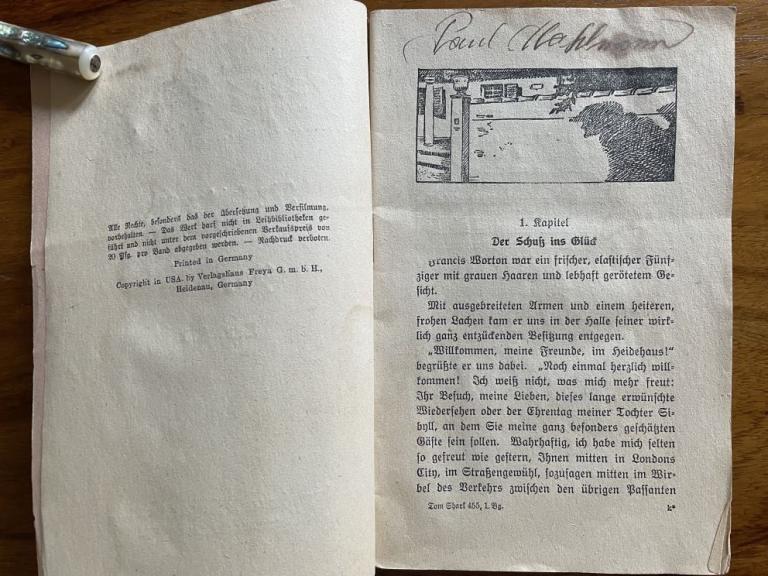 Alle Rechte, besonders das der Übersetzung und Verfilmung,
vorbehalten. — Das Werk darf nicht in Leihbibliotheken ge-
führt und nicht unter dem vorgeschriebenen Verkaufspreis von
20 Pfg. pro Band abgegeben werden. — Nachdruck verboten.
Printed in Germany
Copyright in USA. by Verlagshaus Freya G. m. b. H.,
Heidenau, Germany
Paul
1. Kapitel
Der Schuß ins Glück
Francis Worton war ein frischer, elastischer Fünf-
ziger mit grauen Haaren und lebhaft gerötetem Ge-
sicht.
Mit ausgebreiteten Armen und einem heiteren,
frohen Lachen kam er uns in der Halle seiner wirk-
lich ganz entzückenden Besitzung entgegen.
„Willkommen, meine Freunde, im Heidehaus!“
begrüßte er uns dabei. „Noch einmal herzlich will-
kommen! Ich weiß nicht, was mich mehr freut:
Ihr Besuch, meine Lieben, dieses lange erwünschte
Wiedersehen oder der Ehrentag meiner Tochter Si-
byll, an dem Sie meine ganz besonders geschätzten
Gäste sein sollen. Wahrhaftig, ich habe mich selten
so gefreut wie gestern, Ihnen mitten in Londons
City, im Straßengewühl, sozusagen mitten im Wir-
bel des Verkehrs zwischen den übrigen Passanten
Tom Shark 455, 1. Bg. k*